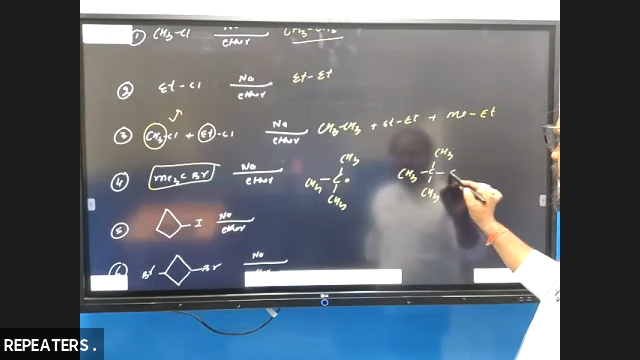 ① CH3-Cl Na ether CH3-CH3
② Et-Cl Na ether Et-Et
③ CH3-Cl + Et-Cl Na ether CH3-CH3 + Et-Et + Me-Et
④ Me3C Br Na ether CH3-C• CH3 CH3 CH3-C-C CH3 CH3
⑤ I Na ether
⑥ Br Br Na
REPEATERS.